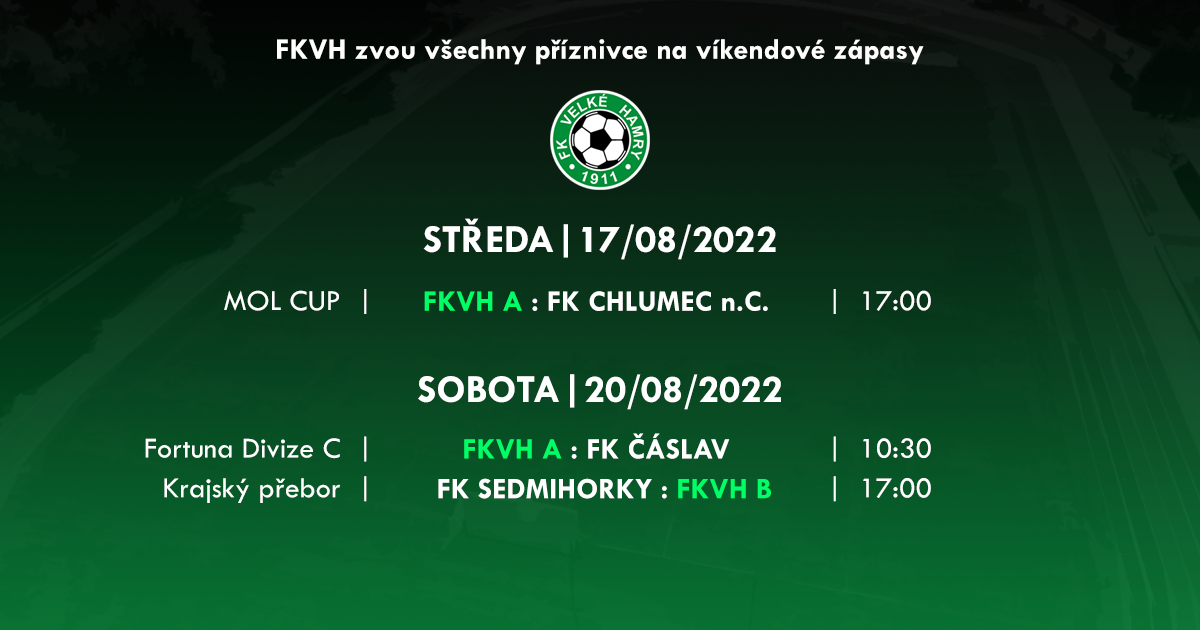 FKVH zvou všechny příznivce na víkendové zápasy
FK VELKÉ HAMRY
1911
STŘEDA | 17/08/2022
MOL CUP | FKVH A : FK CHLUMEC n.C. | 17:00
SOBOTA | 20/08/2022
Fortuna Divize C | FKVH A : FK ČÁSLAV | 10:30
Krajský přebor | FK SEDMIHORKY : FKVH B | 17:00